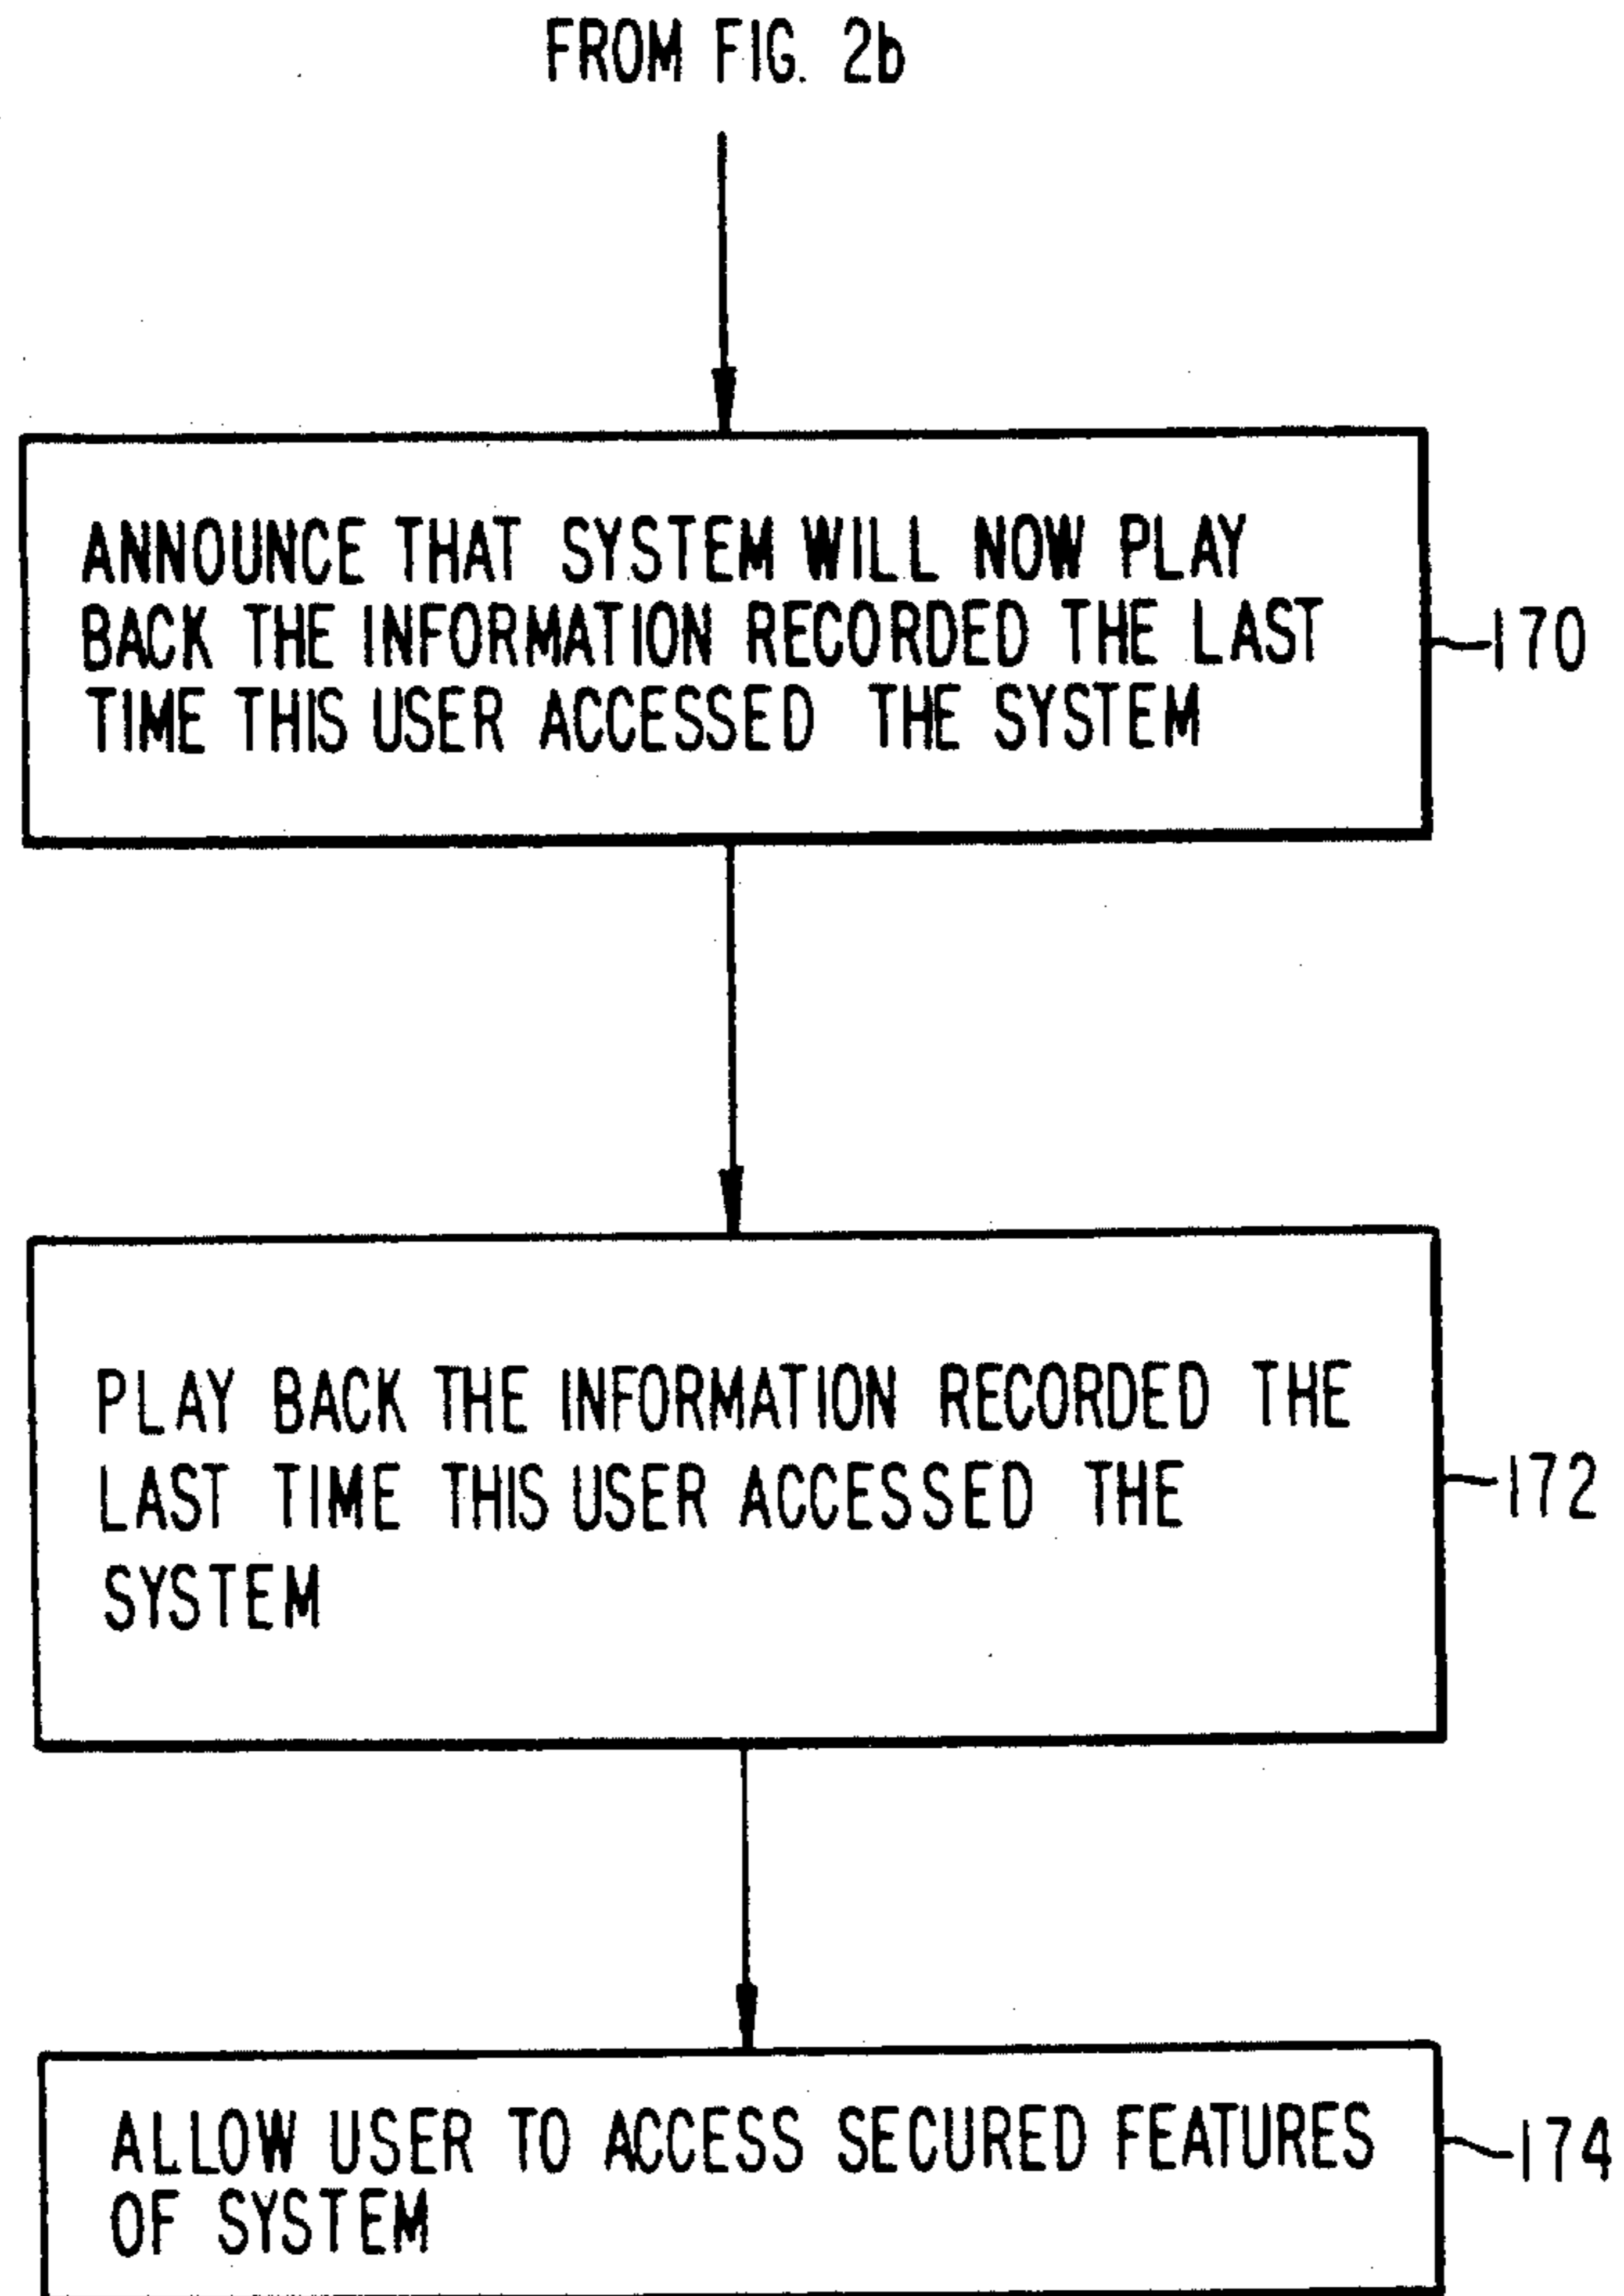 FROM FIG. 2b
ANNOUNCE THAT SYSTEM WILL NOW PLAY
BACK THE INFORMATION RECORDED THE LAST
TIME THIS USER ACCESSED THE SYSTEM
170
PLAY BACK THE INFORMATION RECORDED THE
LAST TIME THIS USER ACCESSED THE
SYSTEM
172
ALLOW USER TO ACCESS SECURED FEATURES
OF SYSTEM
174